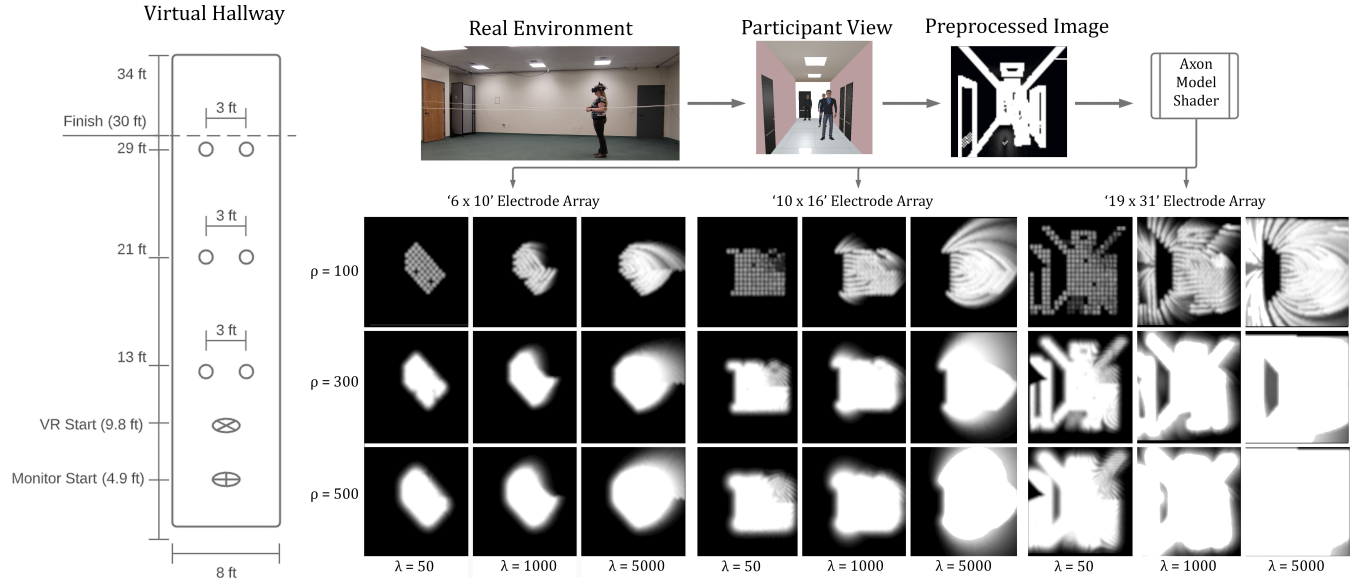 Virtual Hallway
34 ft
3 ft
Finish (30 ft)
29 ft
3 ft
21 ft
3 ft
13 ft
VR Start (9.8 ft)
Monitor Start (4.9 ft)
8 ft
Real Environment
Participant View
Preprocessed Image
Axon
Model
Shader
‘6 x 10’ Electrode Array
‘10 x 16’ Electrode Array
‘19 x 31’ Electrode Array
ρ = 100
ρ = 300
ρ = 500
λ = 50
λ = 1000
λ = 5000
λ = 50
λ = 1000
λ = 5000
λ = 50
λ = 1000
λ = 5000